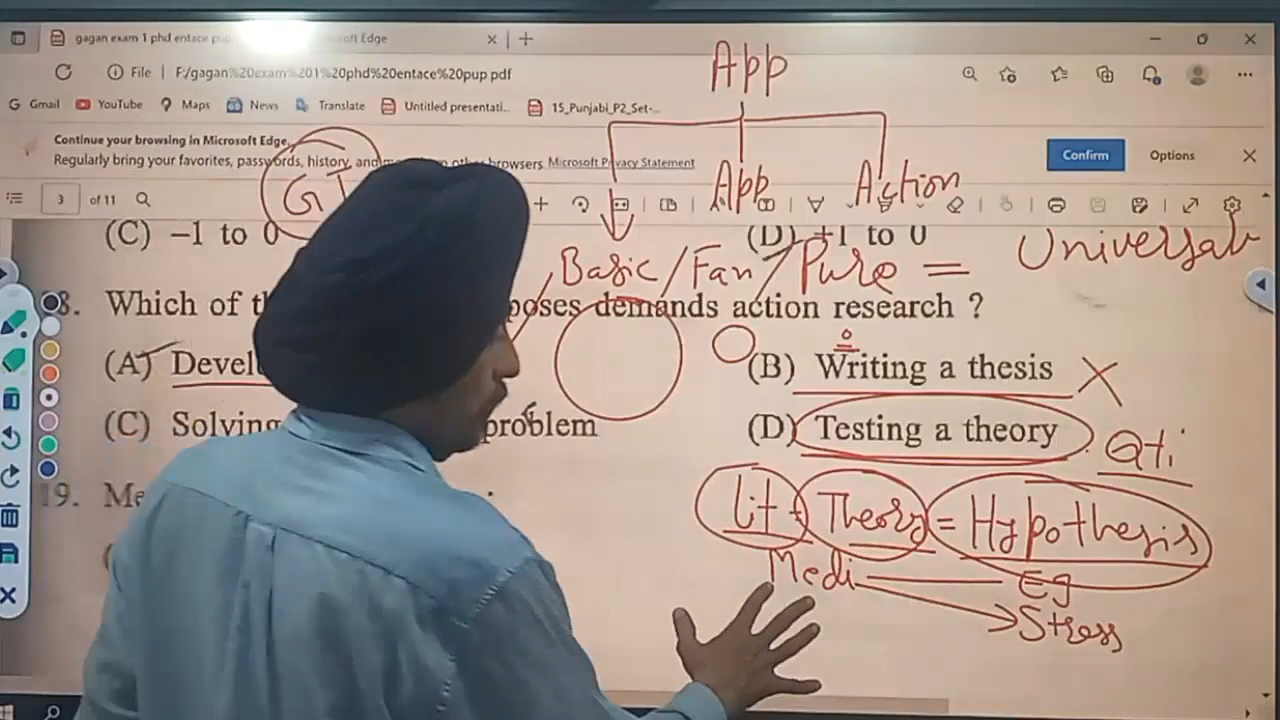 gagan exam 1 phd entace pup
osoft Edge
File | F:/gagan%20exam%201%20phd%20entace%20pup.pdf
Gmail YouTube Maps News Translate Untitled presentati... 15_Punjabi_P2_Set-...
Continue your browsing in Microsoft Edge.
Regularly bring your favorites, passwords, history, and other browsers. Microsoft Privacy Statement
Confirm Options
3 of 11
App
App Action
GT
(C) –1 to 0 (D) +1 to 0
Basic / Fan / Pure = Universal
Which of poses demands action research ?
(A) Devel (B) Writing a thesis
(C) Solving problem (D) Testing a theory
Qti
19. Me
Lit + Theory = Hypothesis
Medi Eg
Stress